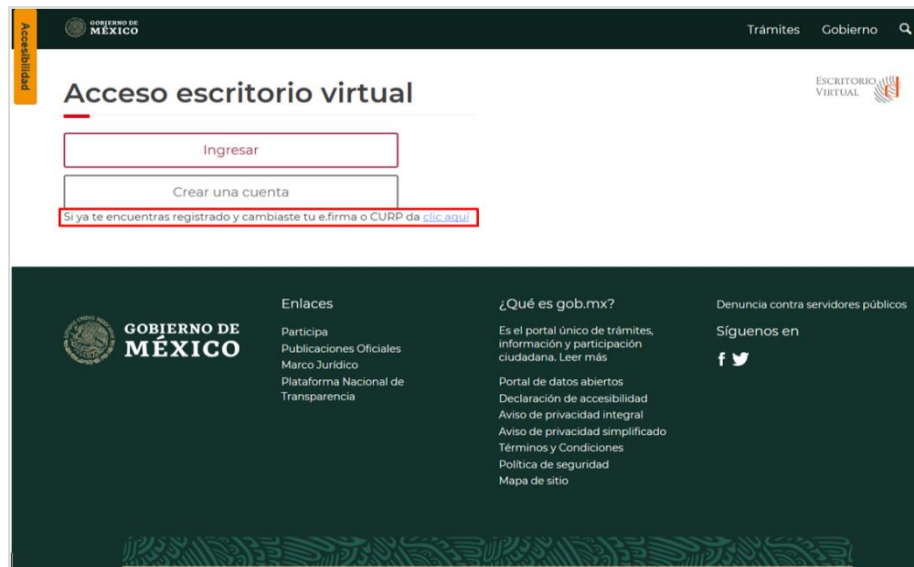 Accesibilidad
GOBIERNO DE
MÉXICO
Trámites Gobierno
Acceso escritorio virtual
ESCRITORIO
VIRTUAL
Ingresar
Crear una cuenta
Si ya te encuentras registrado y cambiaste tu e.firma o CURP da clic aquí
GOBIERNO DE
MÉXICO
Enlaces
Participa
Publicaciones Oficiales
Marco Jurídico
Plataforma Nacional de
Transparencia
¿Qué es gob.mx?
Es el portal único de trámites,
información y participación
ciudadana. Leer más
Portal de datos abiertos
Declaración de accesibilidad
Aviso de privacidad integral
Aviso de privacidad simplificado
Términos y Condiciones
Política de seguridad
Mapa de sitio
Denuncia contra servidores públicos
Síguenos en